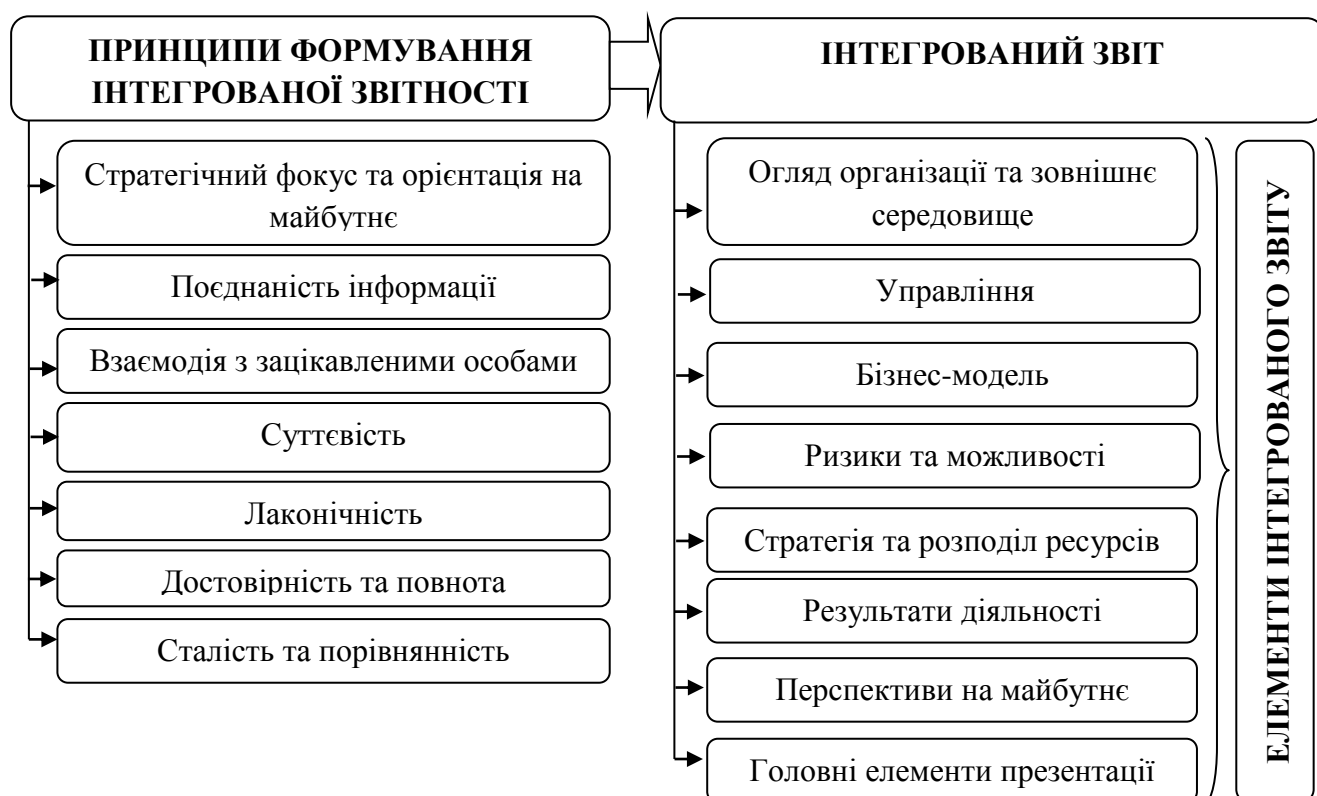 ПРИНЦИПИ ФОРМУВАННЯ
ІНТЕГРОВАНОЇ ЗВІТНОСТІ
Стратегічний фокус та орієнтація на
майбутнє
Поєднаність інформації
Взаємодія з зацікавленими особами
Суттєвість
Лаконічність
Достовірність та повнота
Сталість та порівнянність
ІНТЕГРОВАНИЙ ЗВІТ
Огляд організації та зовнішнє
середовище
Управління
Бізнес-модель
Ризики та можливості
Стратегія та розподіл ресурсів
Результати діяльності
Перспективи на майбутнє
Головні елементи презентації
ЕЛЕМЕНТИ ІНТЕГРОВАНОГО ЗВІТУ